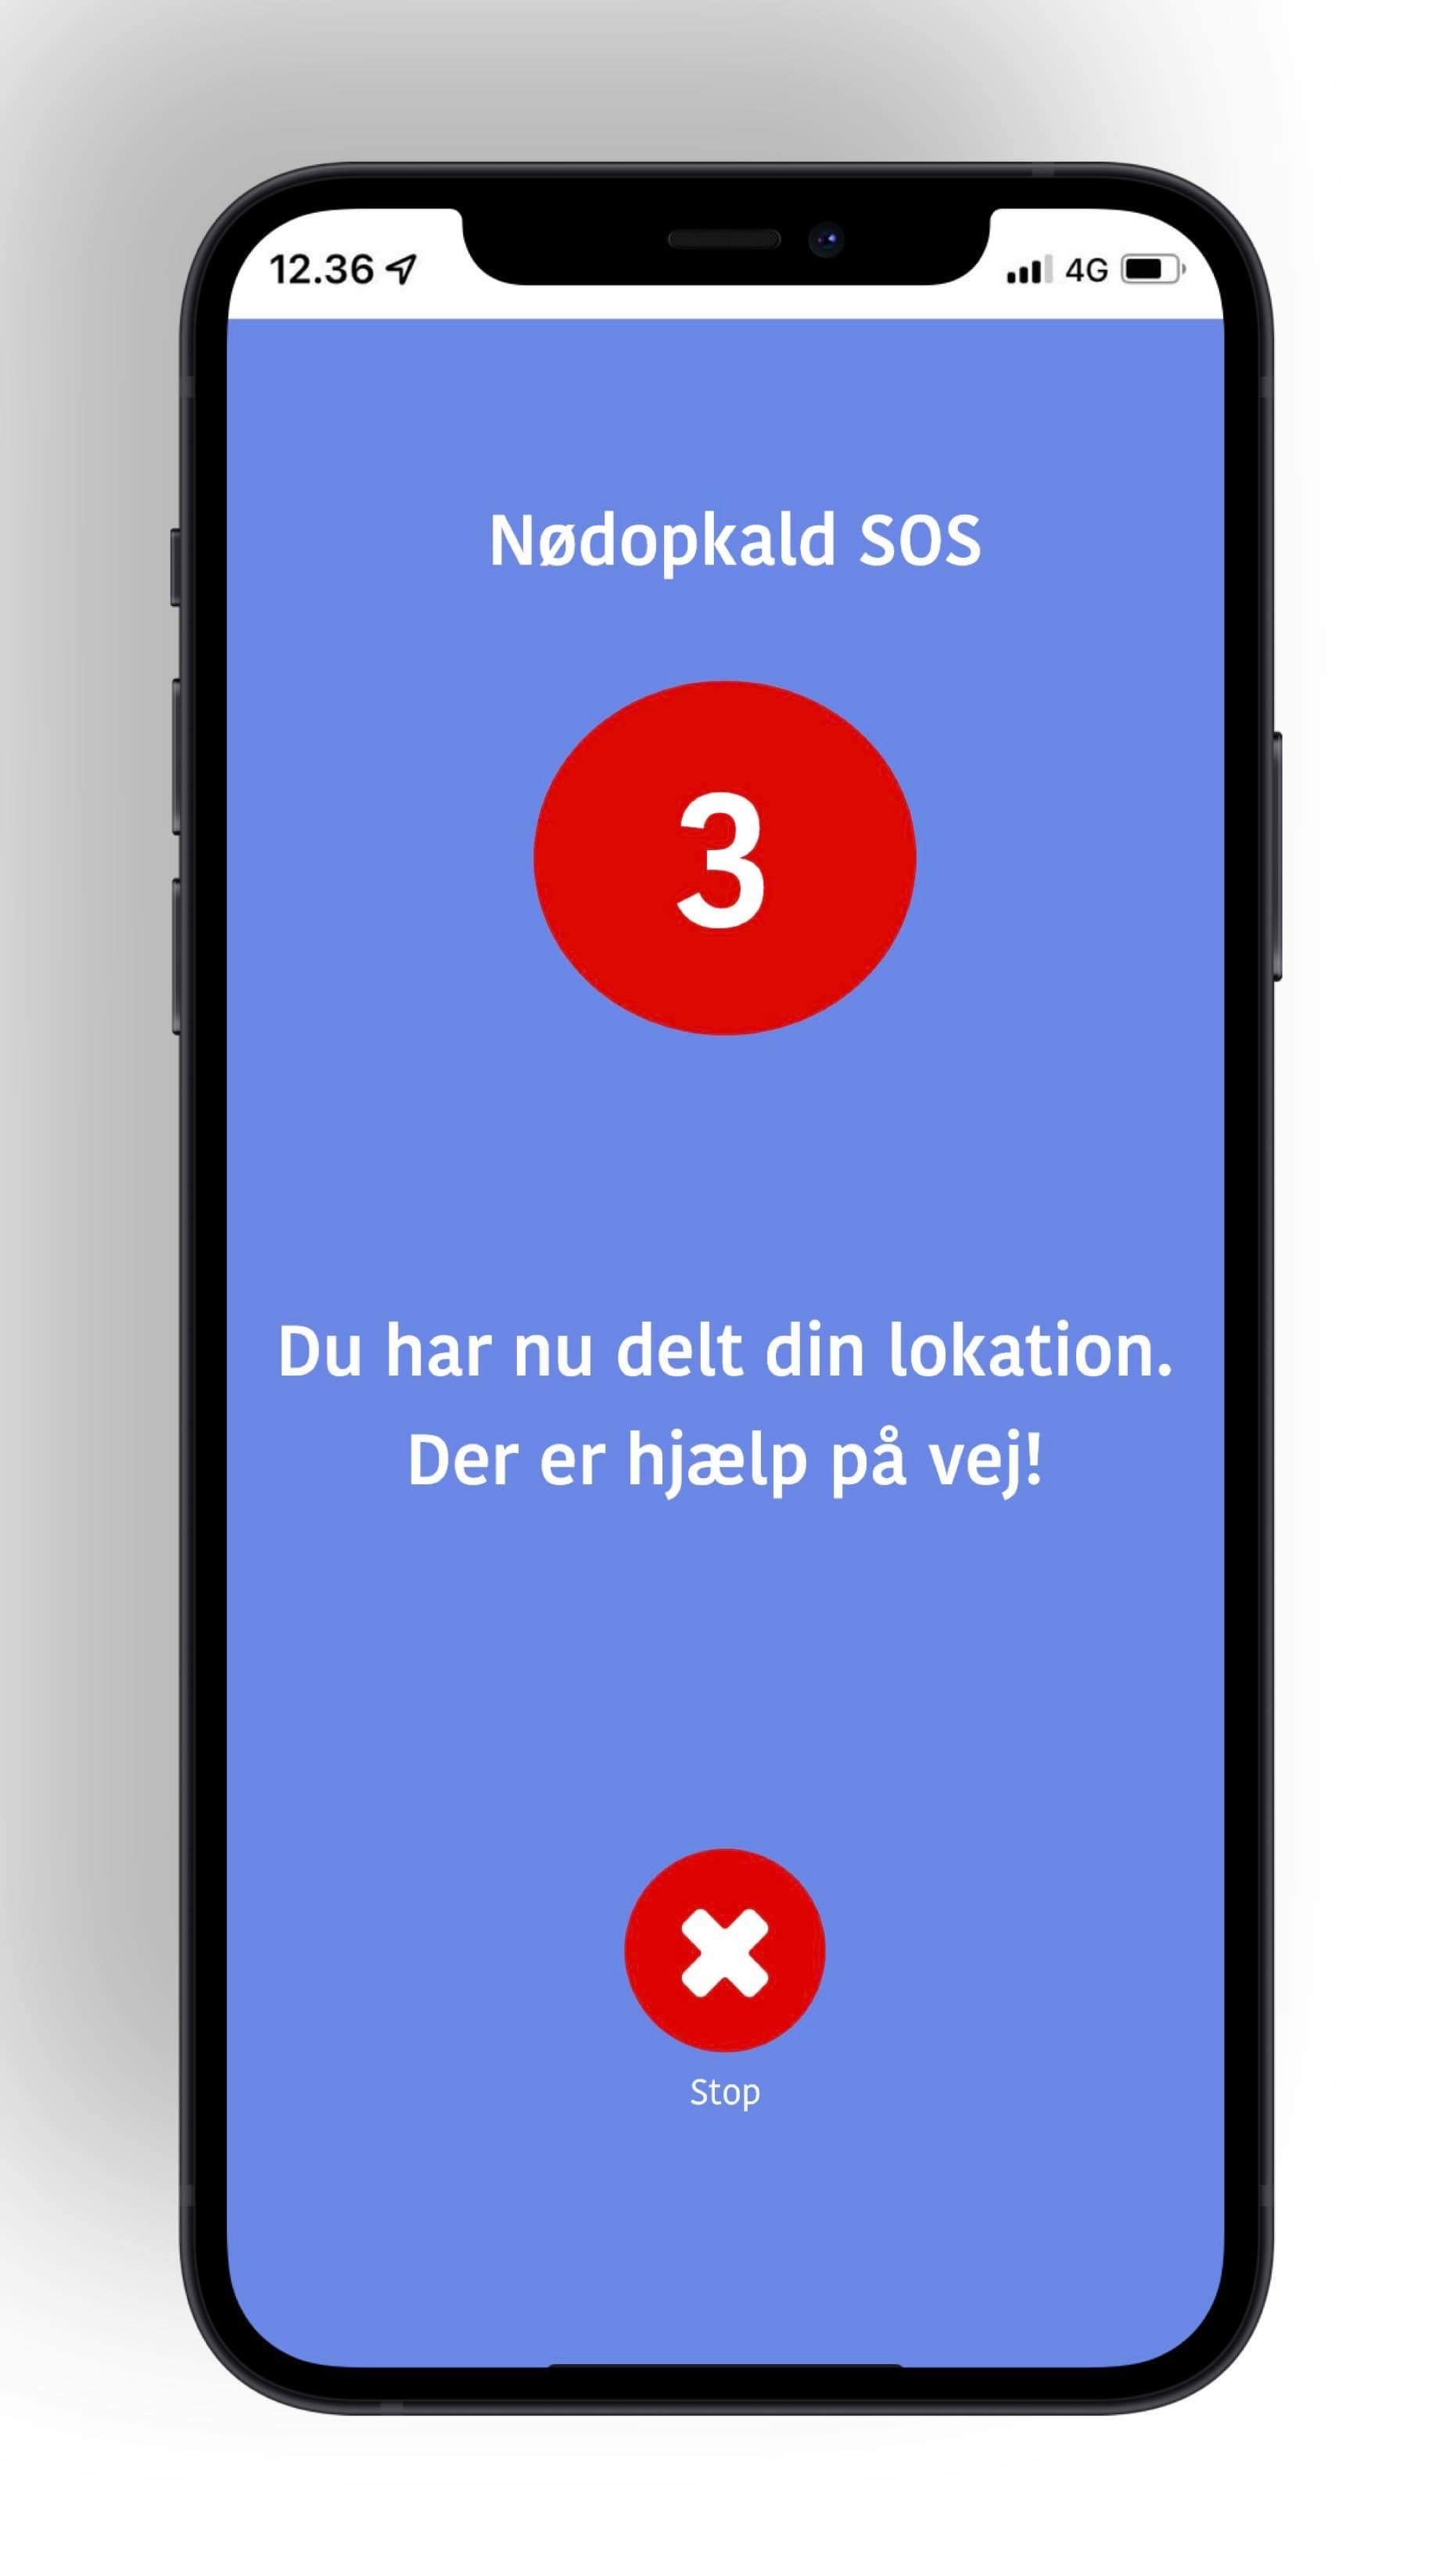 12.36
4G
Nødopkald SOS
3
Du har nu delt din lokation.
Der er hjælp på vej!
Stop